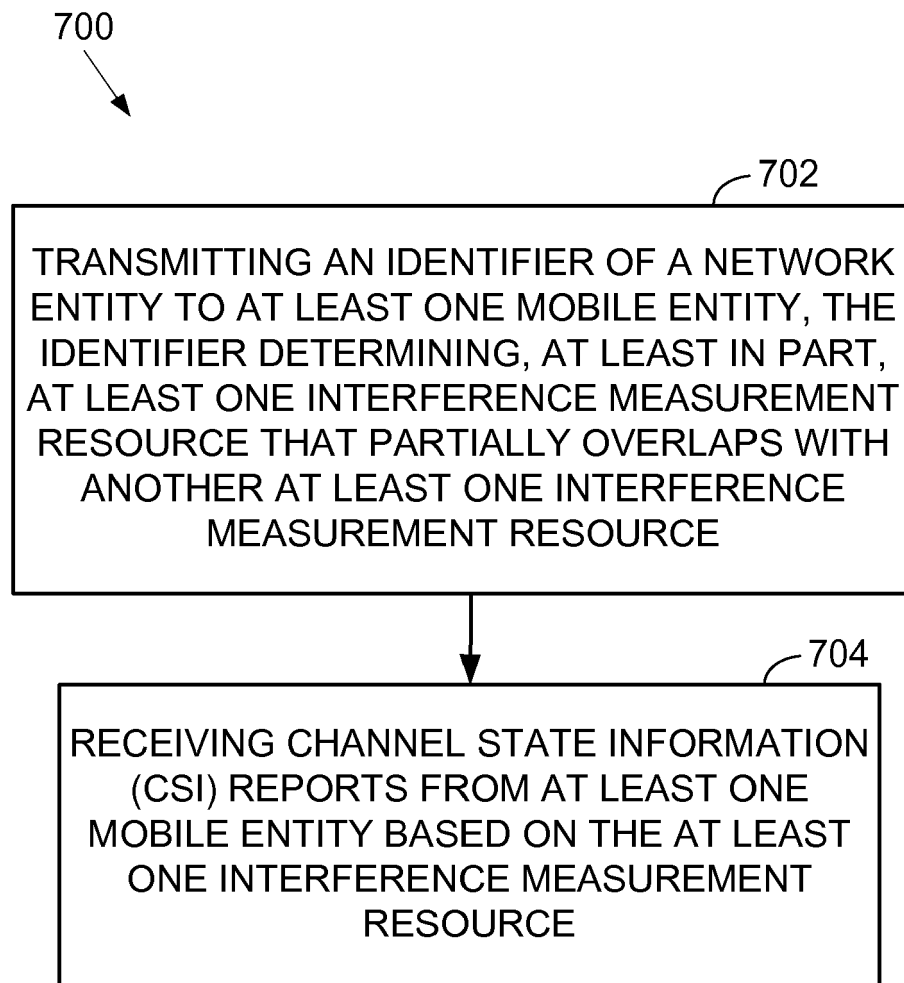 700
702
TRANSMITTING AN IDENTIFIER OF A NETWORK
ENTITY TO AT LEAST ONE MOBILE ENTITY, THE
IDENTIFIER DETERMINING, AT LEAST IN PART,
AT LEAST ONE INTERFERENCE MEASUREMENT
RESOURCE THAT PARTIALLY OVERLAPS WITH
ANOTHER AT LEAST ONE INTERFERENCE
MEASUREMENT RESOURCE
704
RECEIVING CHANNEL STATE INFORMATION
(CSI) REPORTS FROM AT LEAST ONE
MOBILE ENTITY BASED ON THE AT LEAST
ONE INTERFERENCE MEASUREMENT
RESOURCE